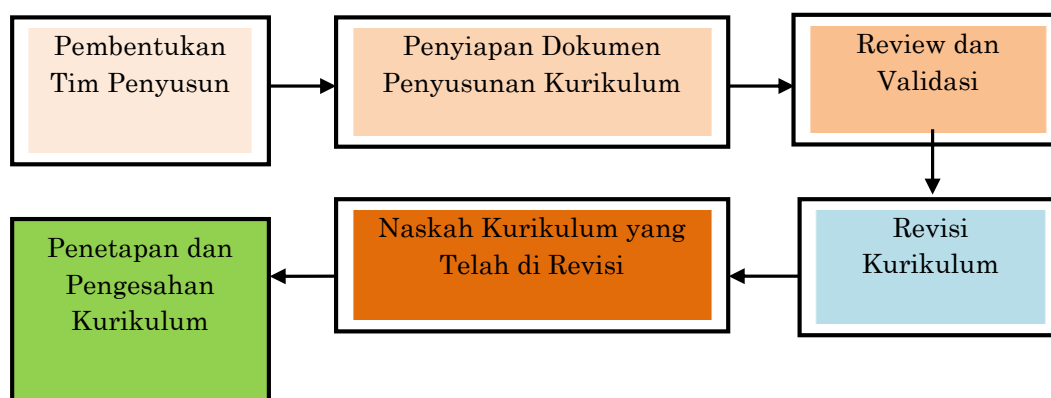 Pembentukan
Tim Penyusun
Penyiapan Dokumen
Penyusunan Kurikulum
Review dan
Validasi
Revisi
Kurikulum
Naskah Kurikulum yang
Telah di Revisi
Penetapan dan
Pengesahan
Kurikulum